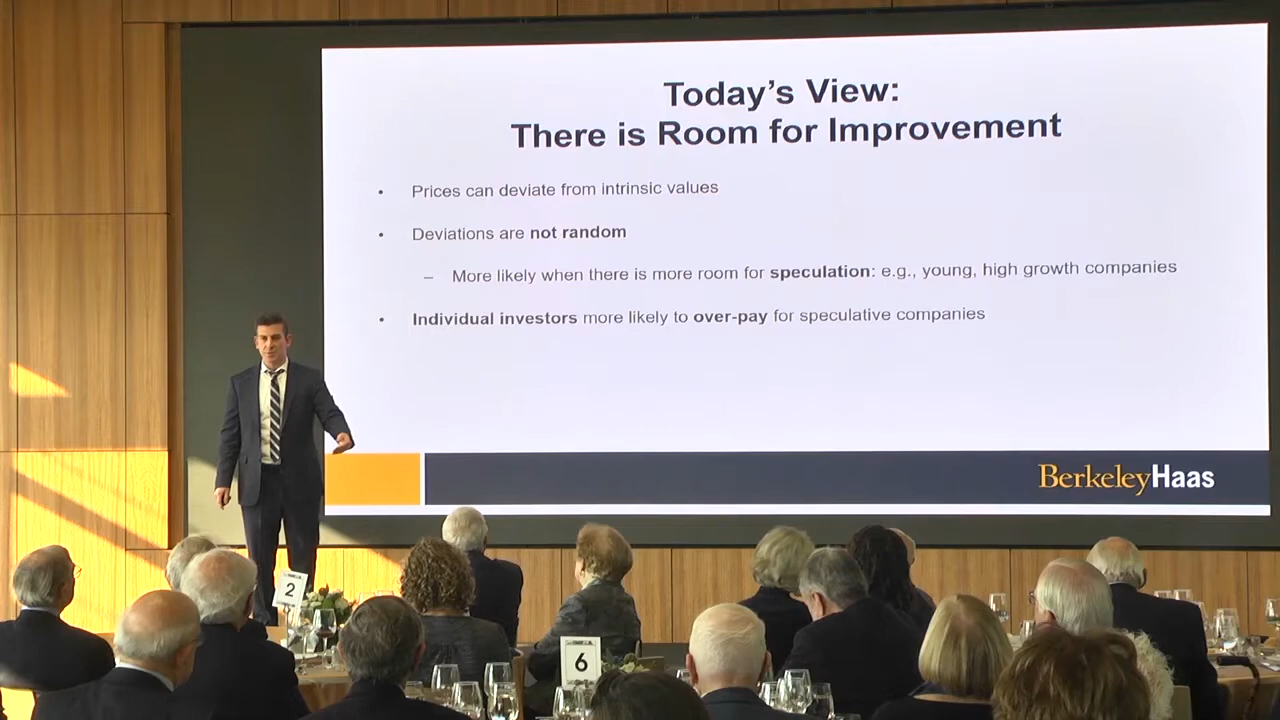 Today's View:
There is Room for Improvement
• Prices can deviate from intrinsic values
• Deviations are not random
– More likely when there is more room for speculation: e.g., young, high growth companies
• Individual investors more likely to over-pay for speculative companies
BerkeleyHaas
2
6